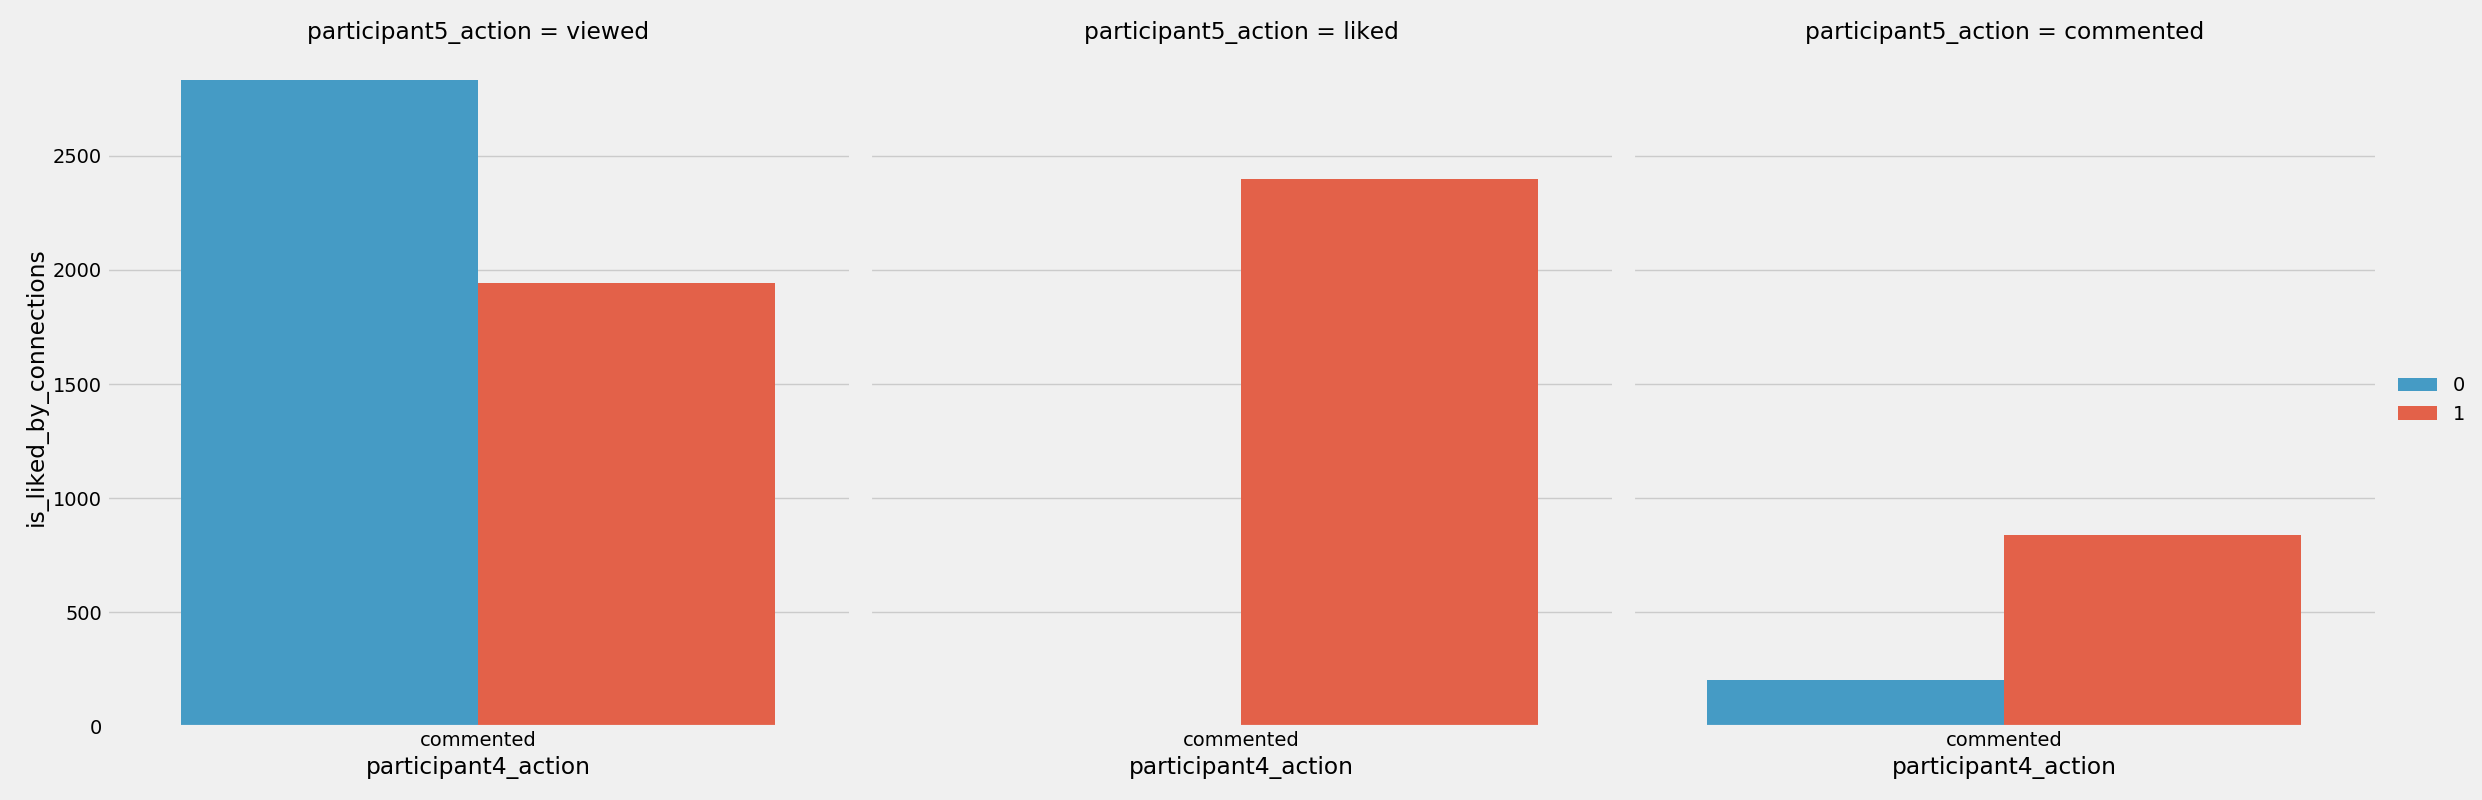 participant5_action = viewed
participant5_action = liked
participant5_action = commented
is_liked_by_connections
2500
2000
1500
1000
500
0
commented
commented
commented
participant4_action
participant4_action
participant4_action
0
1